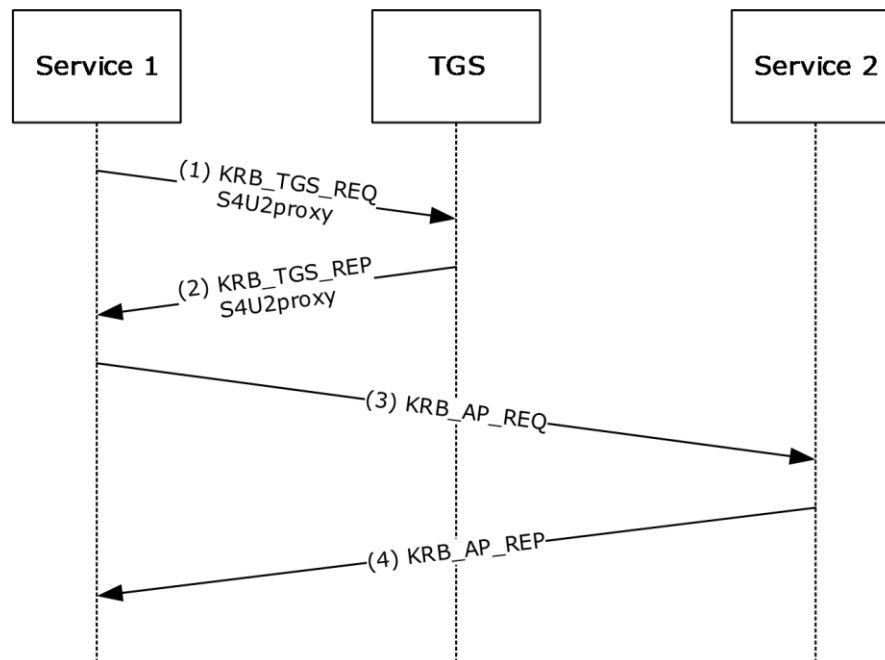 Service 1
TGS
Service 2
(1) KRB_TGS_REQ
S4U2proxy
(2) KRB_TGS_REP
S4U2proxy
(3) KRB_AP_REQ
(4) KRB_AP_REP